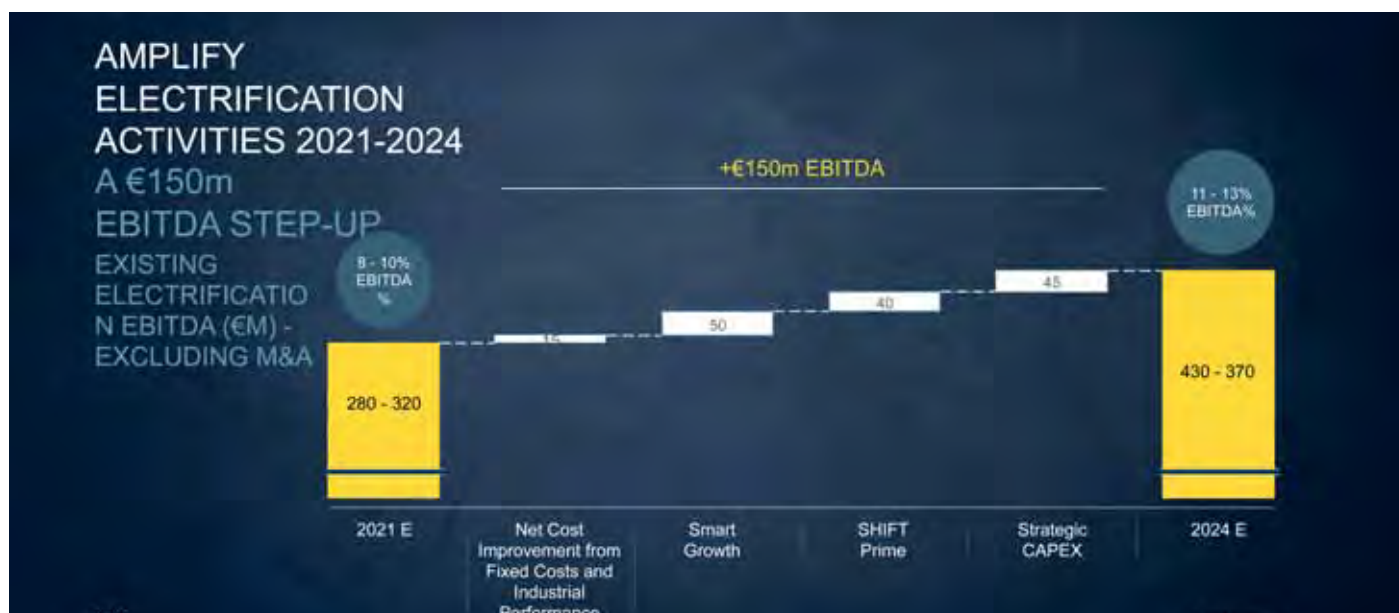 AMPLIFY
ELECTRIFICATION
ACTIVITIES 2021-2024
A €150m
EBITDA STEP-UP
EXISTING
ELECTRIFICATIO
N EBITDA (€M) -
EXCLUDING M&A
+€150m EBITDA
8 - 10%
EBITDA
%
11 - 13%
EBITDA%
280 - 320
15
50
40
45
430 - 370
2021 E
Net Cost
Improvement from
Fixed Costs and
Industrial
Performance
Smart
Growth
SHIFT
Prime
Strategic
CAPEX
2024 E